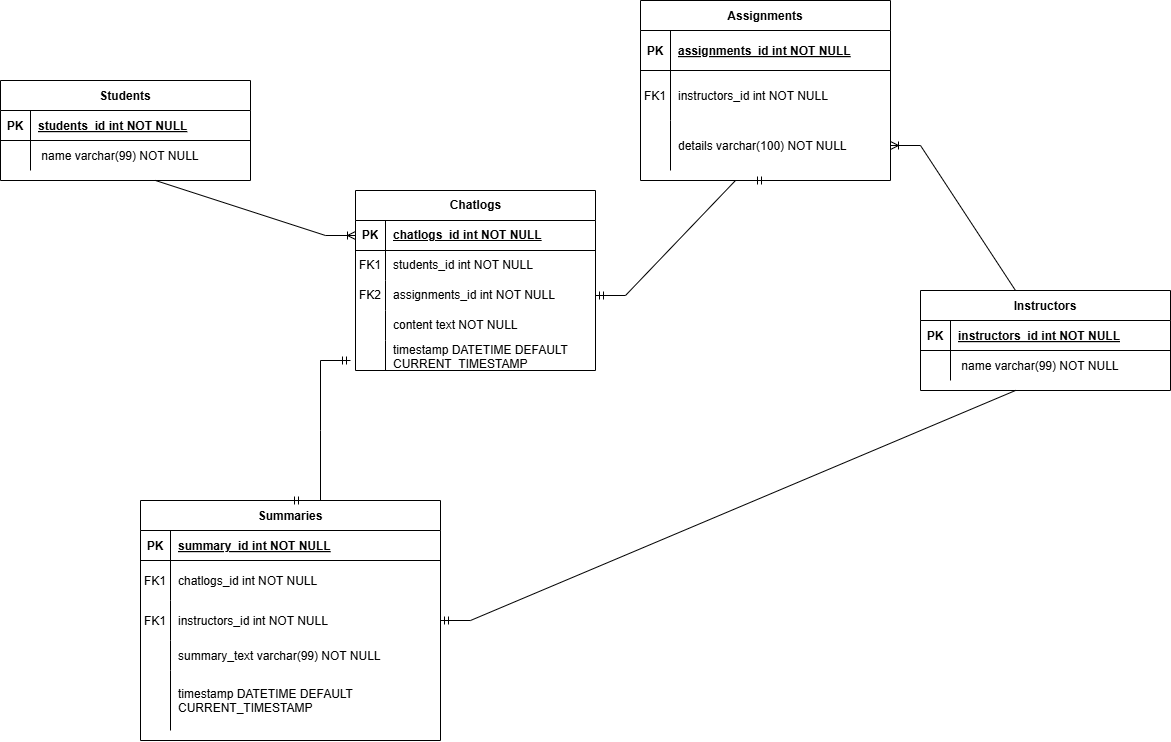 Assignments
PK assignments_id int NOT NULL
FK1 instructors_id int NOT NULL
details varchar(100) NOT NULL
Students
PK students_id int NOT NULL
name varchar(99) NOT NULL
Chatlogs
PK chatlogs_id int NOT NULL
FK1 students_id int NOT NULL
FK2 assignments_id int NOT NULL
content text NOT NULL
timestamp DATETIME DEFAULT
CURRENT_TIMESTAMP
Instructors
PK instructors_id int NOT NULL
name varchar(99) NOT NULL
Summaries
PK summary_id int NOT NULL
FK1 chatlogs_id int NOT NULL
FK1 instructors_id int NOT NULL
summary_text varchar(99) NOT NULL
timestamp DATETIME DEFAULT
CURRENT_TIMESTAMP